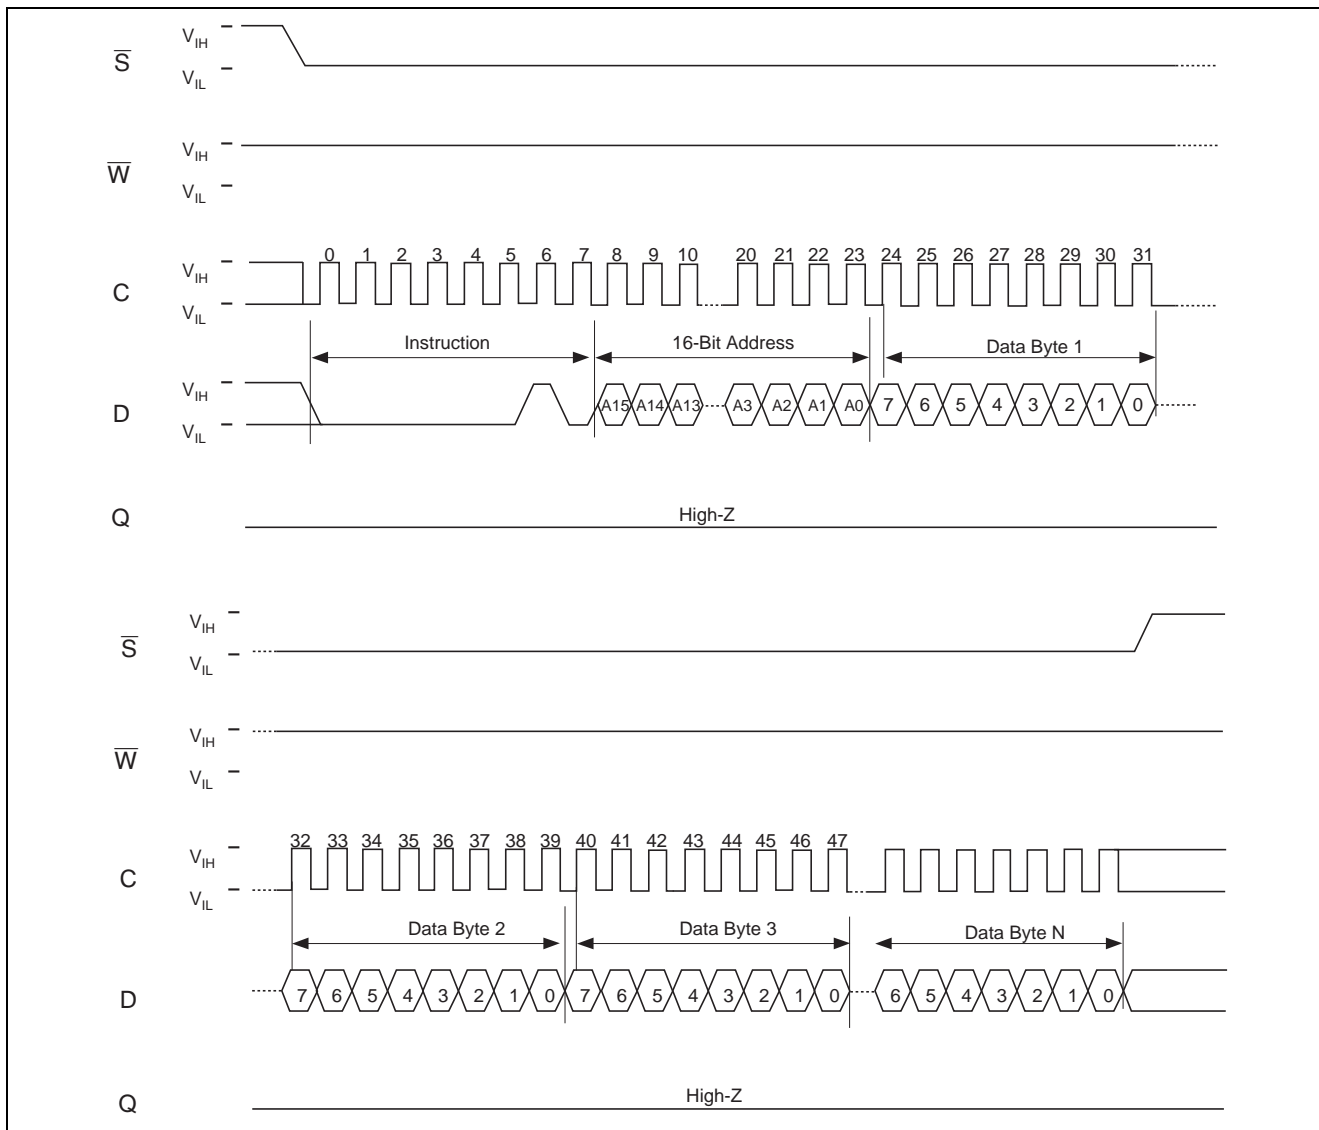 S̅ V_IH
V_IL
W̅ V_IH
V_IL
0 1 2 3 4 5 6 7 8 9 10 20 21 22 23 24 25 26 27 28 29 30 31
C V_IH
V_IL
Instruction 16-Bit Address Data Byte 1
D V_IH
V_IL
A15 A14 A13 A3 A2 A1 A0 7 6 5 4 3 2 1 0
Q High-Z
S̅ V_IH
V_IL
W̅ V_IH
V_IL
32 33 34 35 36 37 38 39 40 41 42 43 44 45 46 47
C V_IH
V_IL
Data Byte 2 Data Byte 3 Data Byte N
D 7 6 5 4 3 2 1 0 7 6 5 4 3 2 1 0 6 5 4 3 2 1 0
Q High-Z